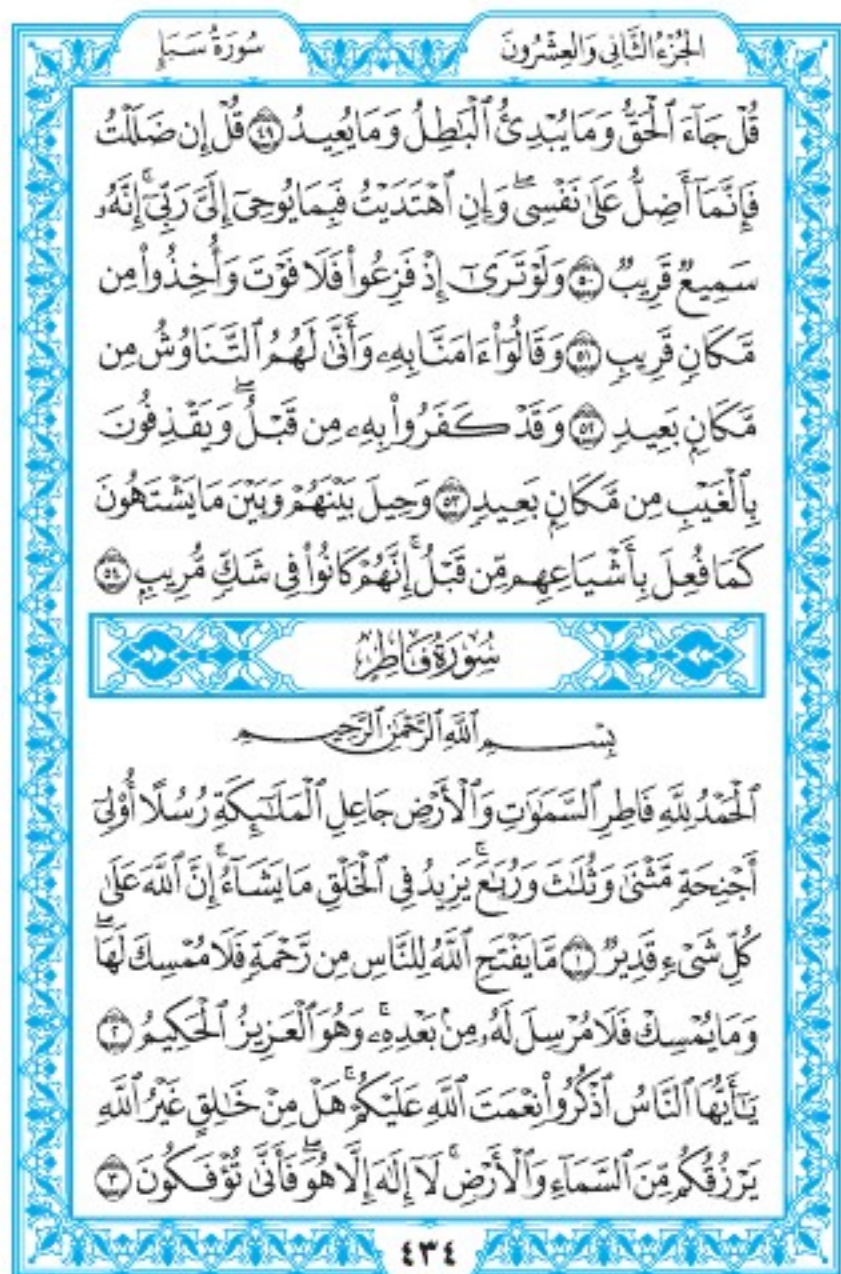 الجُزْءُ الثَّانِي وَالعِشْرُونَ
سُورَةُ سَبَإٍ
قُلْ جَآءَ ٱلْحَقُّ وَمَا يُبْدِئُ ٱلْبَٰطِلُ وَمَا يُعِيدُ ٤٩ قُلْ إِن ضَلَلْتُ
فَإِنَّمَآ أَضِلُّ عَلَىٰ نَفْسِىۖ وَإِنِ ٱهْتَدَيْتُ فَبِمَا يُوحِىٓ إِلَىَّ رَبِّىٓۚ إِنَّهُۥ
سَمِيعٌ قَرِيبٌ ٥٠ وَلَوْ تَرَىٰٓ إِذْ فَزِعُوا۟ فَلَا فَوْتَ وَأُخِذُوا۟ مِن
مَّكَانٍ قَرِيبٍ ٥١ وَقَالُوٓا۟ ءَامَنَّا بِهِۦ وَأَنَّىٰ لَهُمُ ٱلتَّنَاوُشُ مِن
مَّكَانٍۭ بَعِيدٍ ٥٢ وَقَدْ كَفَرُوا۟ بِهِۦ مِن قَبْلُۖ وَيَقْذِفُونَ
بِٱلْغَيْبِ مِن مَّكَانٍۭ بَعِيدٍ ٥٣ وَحِيلَ بَيْنَهُمْ وَبَيْنَ مَا يَشْتَهُونَ
كَمَا فُعِلَ بِأَشْيَاعِهِم مِّن قَبْلُۚ إِنَّهُمْ كَانُوا۟ فِى شَكٍّ مُّرِيبٍۭ ٥٤
سُورَةُ فَاطِرٍ
بِسْمِ ٱللَّهِ ٱلرَّحْمَٰنِ ٱلرَّحِيمِ
ٱلْحَمْدُ لِلَّهِ فَاطِرِ ٱلسَّمَٰوَٰتِ وَٱلْأَرْضِ جَاعِلِ ٱلْمَلَٰٓئِكَةِ رُسُلًا أُو۟لِىٓ
أَجْنِحَةٍ مَّثْنَىٰ وَثُلَٰثَ وَرُبَٰعَۚ يَزِيدُ فِى ٱلْخَلْقِ مَا يَشَآءُۚ إِنَّ ٱللَّهَ عَلَىٰ
كُلِّ شَىْءٍ قَدِيرٌ ١ مَّا يَفْتَحِ ٱللَّهُ لِلنَّاسِ مِن رَّحْمَةٍ فَلَا مُمْسِكَ لَهَاۖ
وَمَا يُمْسِكْ فَلَا مُرْسِلَ لَهُۥ مِنۢ بَعْدِهِۦۚ وَهُوَ ٱلْعَزِيزُ ٱلْحَكِيمُ ٢
يَٰٓأَيُّهَا ٱلنَّاسُ ٱذْكُرُوا۟ نِعْمَتَ ٱللَّهِ عَلَيْكُمْۚ هَلْ مِنْ خَٰلِقٍ غَيْرُ ٱللَّهِ
يَرْزُقُكُم مِّنَ ٱلسَّمَآءِ وَٱلْأَرْضِۚ لَآ إِلَٰهَ إِلَّا هُوَۖ فَأَنَّىٰ تُؤْفَكُونَ ٣
٤٣٤